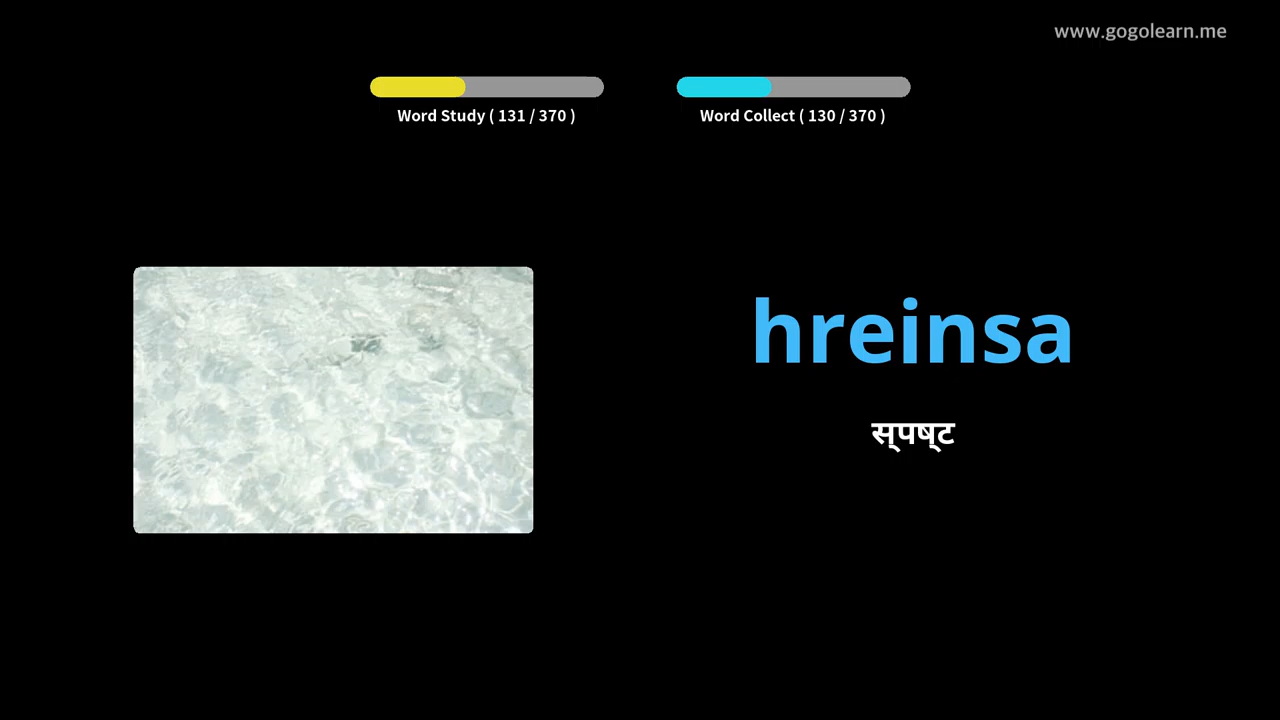 www.gogolearn.me
Word Study ( 131 / 370 )
Word Collect ( 130 / 370 )
hreinsa
स्पष्ट